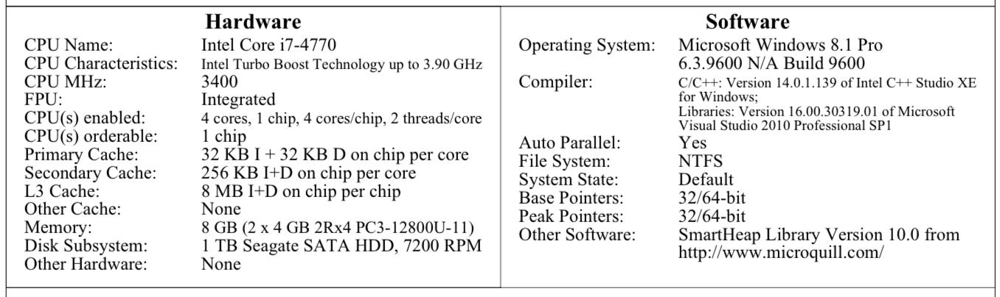 Hardware
CPU Name: Intel Core i7-4770
CPU Characteristics: Intel Turbo Boost Technology up to 3.90 GHz
CPU MHz: 3400
FPU: Integrated
CPU(s) enabled: 4 cores, 1 chip, 4 cores/chip, 2 threads/core
CPU(s) orderable: 1 chip
Primary Cache: 32 KB I + 32 KB D on chip per core
Secondary Cache: 256 KB I+D on chip per core
L3 Cache: 8 MB I+D on chip per chip
Other Cache: None
Memory: 8 GB (2 x 4 GB 2Rx4 PC3-12800U-11)
Disk Subsystem: 1 TB Seagate SATA HDD, 7200 RPM
Other Hardware: None
Software
Operating System: Microsoft Windows 8.1 Pro
6.3.9600 N/A Build 9600
Compiler: C/C++: Version 14.0.1.139 of Intel C++ Studio XE
for Windows;
Libraries: Version 16.00.30319.01 of Microsoft
Visual Studio 2010 Professional SP1
Auto Parallel: Yes
File System: NTFS
System State: Default
Base Pointers: 32/64-bit
Peak Pointers: 32/64-bit
Other Software: SmartHeap Library Version 10.0 from
http://www.microquill.com/